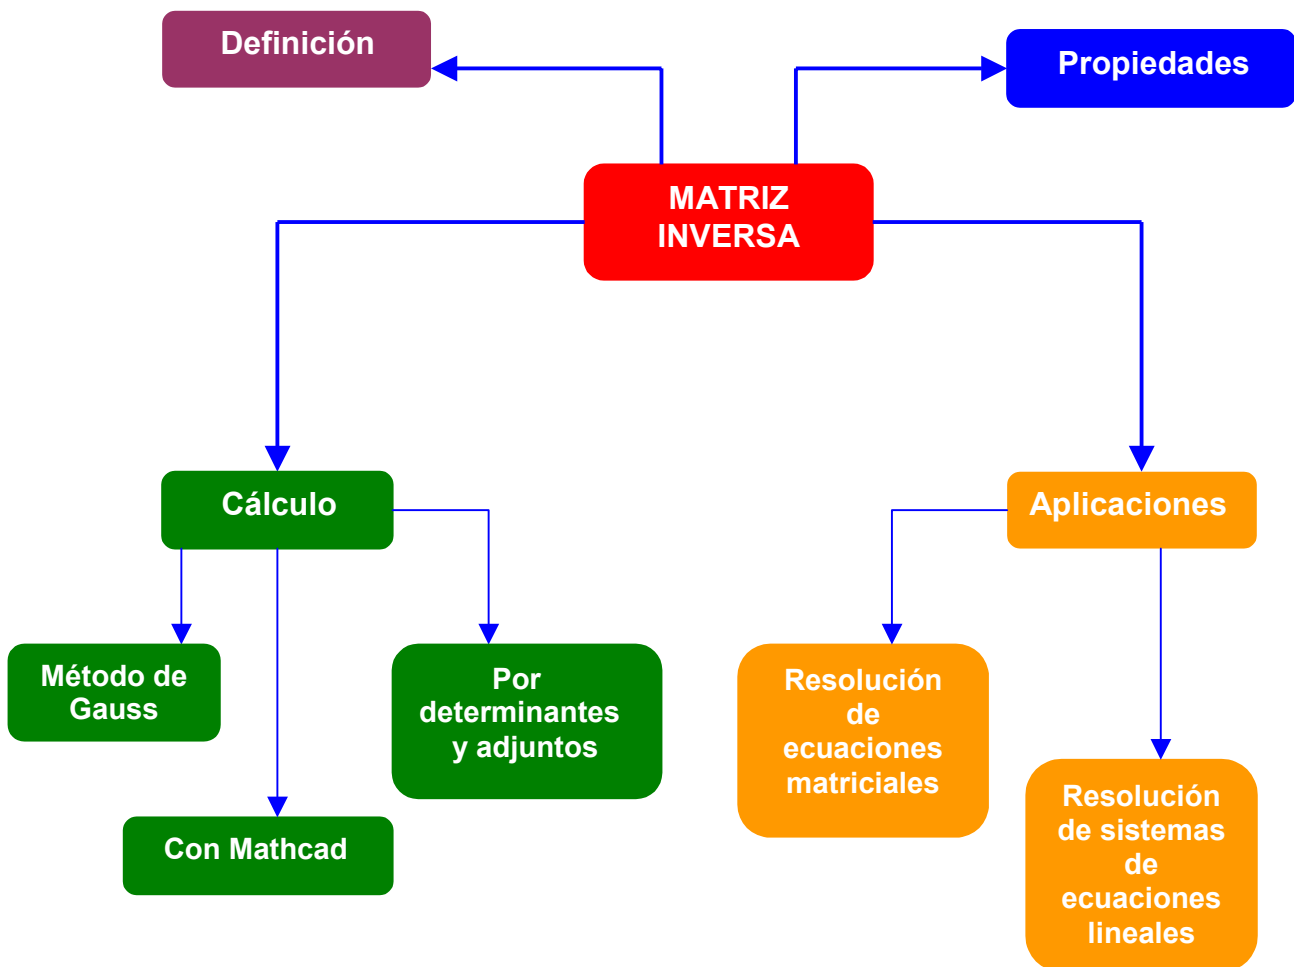 Definición
Propiedades
MATRIZ
INVERSA
Cálculo
Aplicaciones
Método de
Gauss
Por
determinantes
y adjuntos
Con Mathcad
Resolución
de
ecuaciones
matriciales
Resolución
de sistemas
de
ecuaciones
lineales